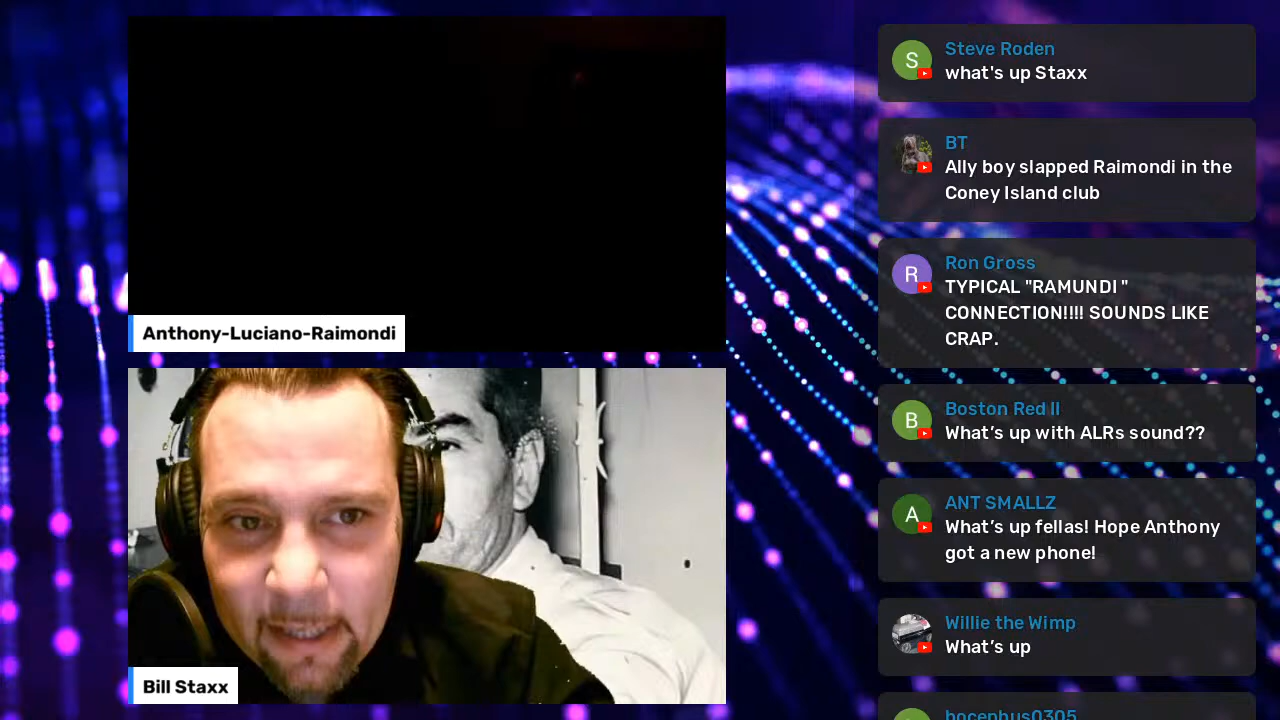 Anthony-Luciano-Raimondi
Bill Staxx
S
Steve Roden
what's up Staxx
BT
Ally boy slapped Raimondi in the
Coney Island club
R
Ron Gross
TYPICAL "RAMUNDI "
CONNECTION!!!! SOUNDS LIKE
CRAP.
B
Boston Red Ii
What’s up with ALRs sound??
A
ANT SMALLZ
What’s up fellas! Hope Anthony
got a new phone!
Willie the Wimp
What’s up
bocephus0305